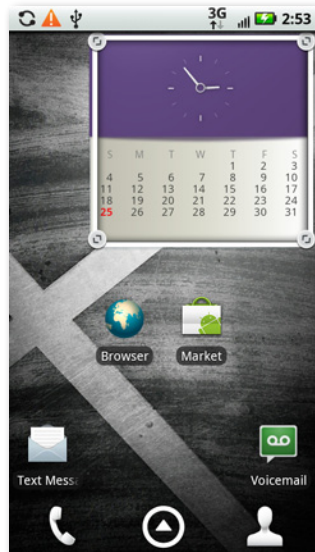 3G 2:53
S M T W T F S
1 2 3
4 5 6 7 8 9 10
11 12 13 14 15 16 17
18 19 20 21 22 23 24
25 26 27 28 29 30 31
Browser Market
Text Mess
Voicemail